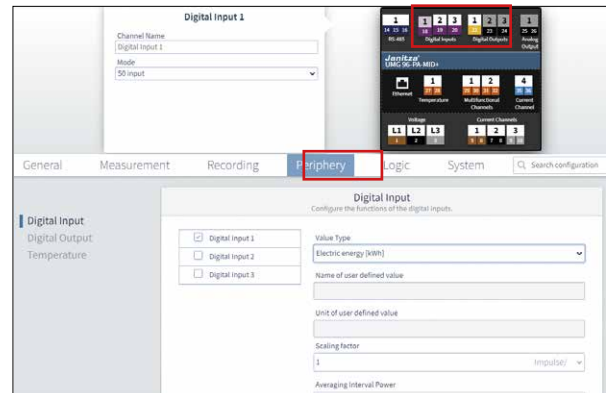 Digital Input 1
Channel Name
Digital Input 1
Mode
S0 input
1 1 2 3 1 2 3 1
14 15 16 18 19 20 22 23 24 25 26
RS-485 Digital Inputs Digital Outputs Analog Output
Janitza
UMG 96-PA-MID+
1 1 2 4
Ethernet Temperature Multifunctional Channels Current Channel
Voltage Current Channels
L1 L2 L3 1 2 3
General Measurement Recording Periphery Logic System Search configuration
Digital Input
Configure the functions of the digital inputs.
Digital Input
Digital Output
Temperature
Digital Input 1
Digital Input 2
Digital Input 3
Value Type
Electric energy [kWh]
Name of user defined value
Unit of user defined value
Scaling factor
1 Impulse/
Averaging Interval Power